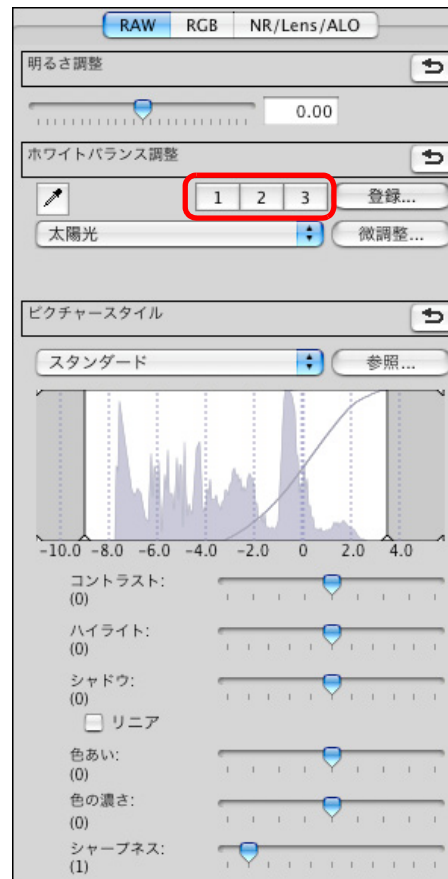 RAW RGB NR/Lens/ALO
明るさ調整
0.00
ホワイトバランス調整
1 2 3 登録...
太陽光 微調整...
ピクチャースタイル
スタンダード 参照...
-10.0 -8.0 -6.0 -4.0 -2.0 0 2.0 4.0
コントラスト:
(0)
ハイライト:
(0)
シャドウ:
(0)
リニア
色あい:
(0)
色の濃さ:
(0)
シャープネス:
(1)